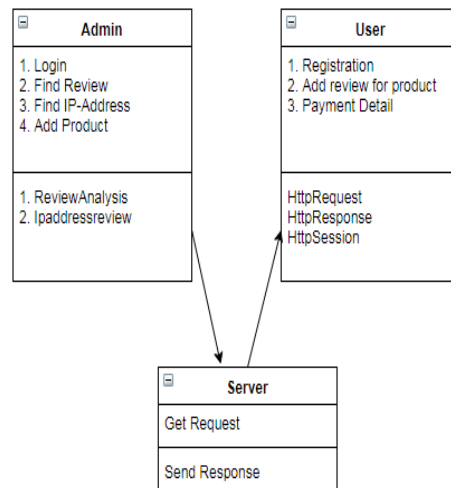 Admin
1. Login
2. Find Review
3. Find IP-Address
4. Add Product
1. ReviewAnalysis
2. Ipaddressreview
User
1. Registration
2. Add review for product
3. Payment Detail
HttpRequest
HttpResponse
HttpSession
Server
Get Request
Send Response